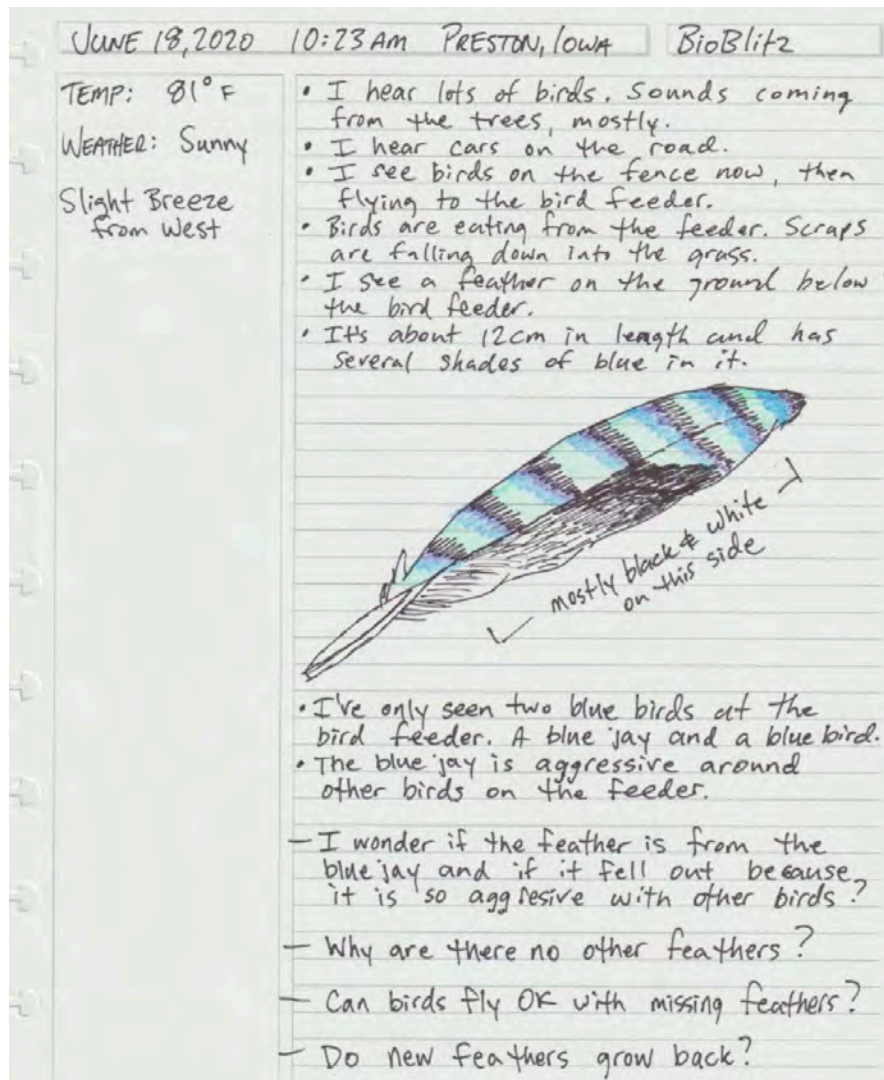 JUNE 18, 2020 10:23 AM PRESTON, IOWA BioBlitz
TEMP: 81° F
WEATHER: Sunny
Slight Breeze
from West
• I hear lots of birds. Sounds coming
from the trees, mostly.
• I hear cars on the road.
• I see birds on the fence now, then
flying to the bird feeder.
• Birds are eating from the feeder. Scraps
are falling down into the grass.
• I see a feather on the ground below
the bird feeder.
• It's about 12cm in length and has
several shades of blue in it.
mostly black & white
on this side
• I've only seen two blue birds at the
bird feeder. A blue jay and a blue bird.
• The blue jay is aggressive around
other birds on the feeder.
– I wonder if the feather is from the
blue jay and if it fell out because
it is so aggresive with other birds?
– Why are there no other feathers?
– Can birds fly OK with missing feathers?
– Do new feathers grow back?